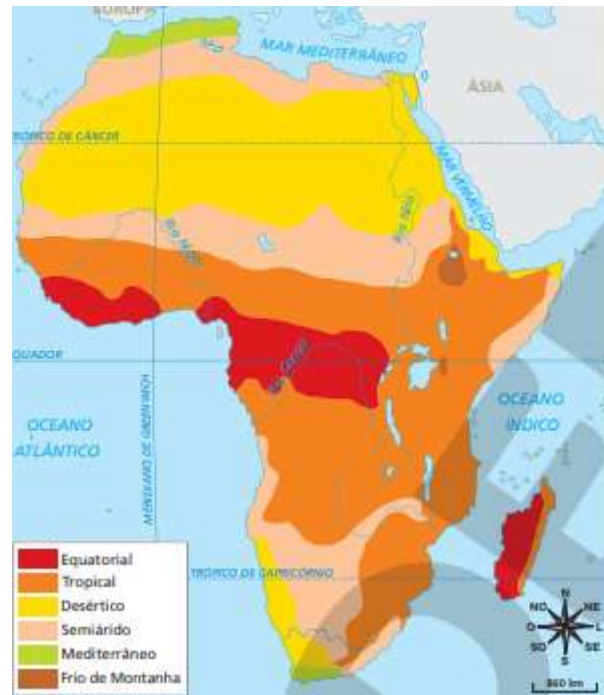 EUROPA
MAR MEDITERRÂNEO
ÁSIA
TRÓPICO DE CÂNCER
MAR VERMELHO
RIO NILO
EQUADOR
OCEANO
ATLÂNTICO
MERIDIANO DE GREENWICH
OCEANO
ÍNDICO
TRÓPICO DE CAPRICÓRNIO
Equatorial
Tropical
Desértico
Semiárido
Mediterrâneo
Frio de Montanha
N
NO
NE
O
L
SO
SE
S